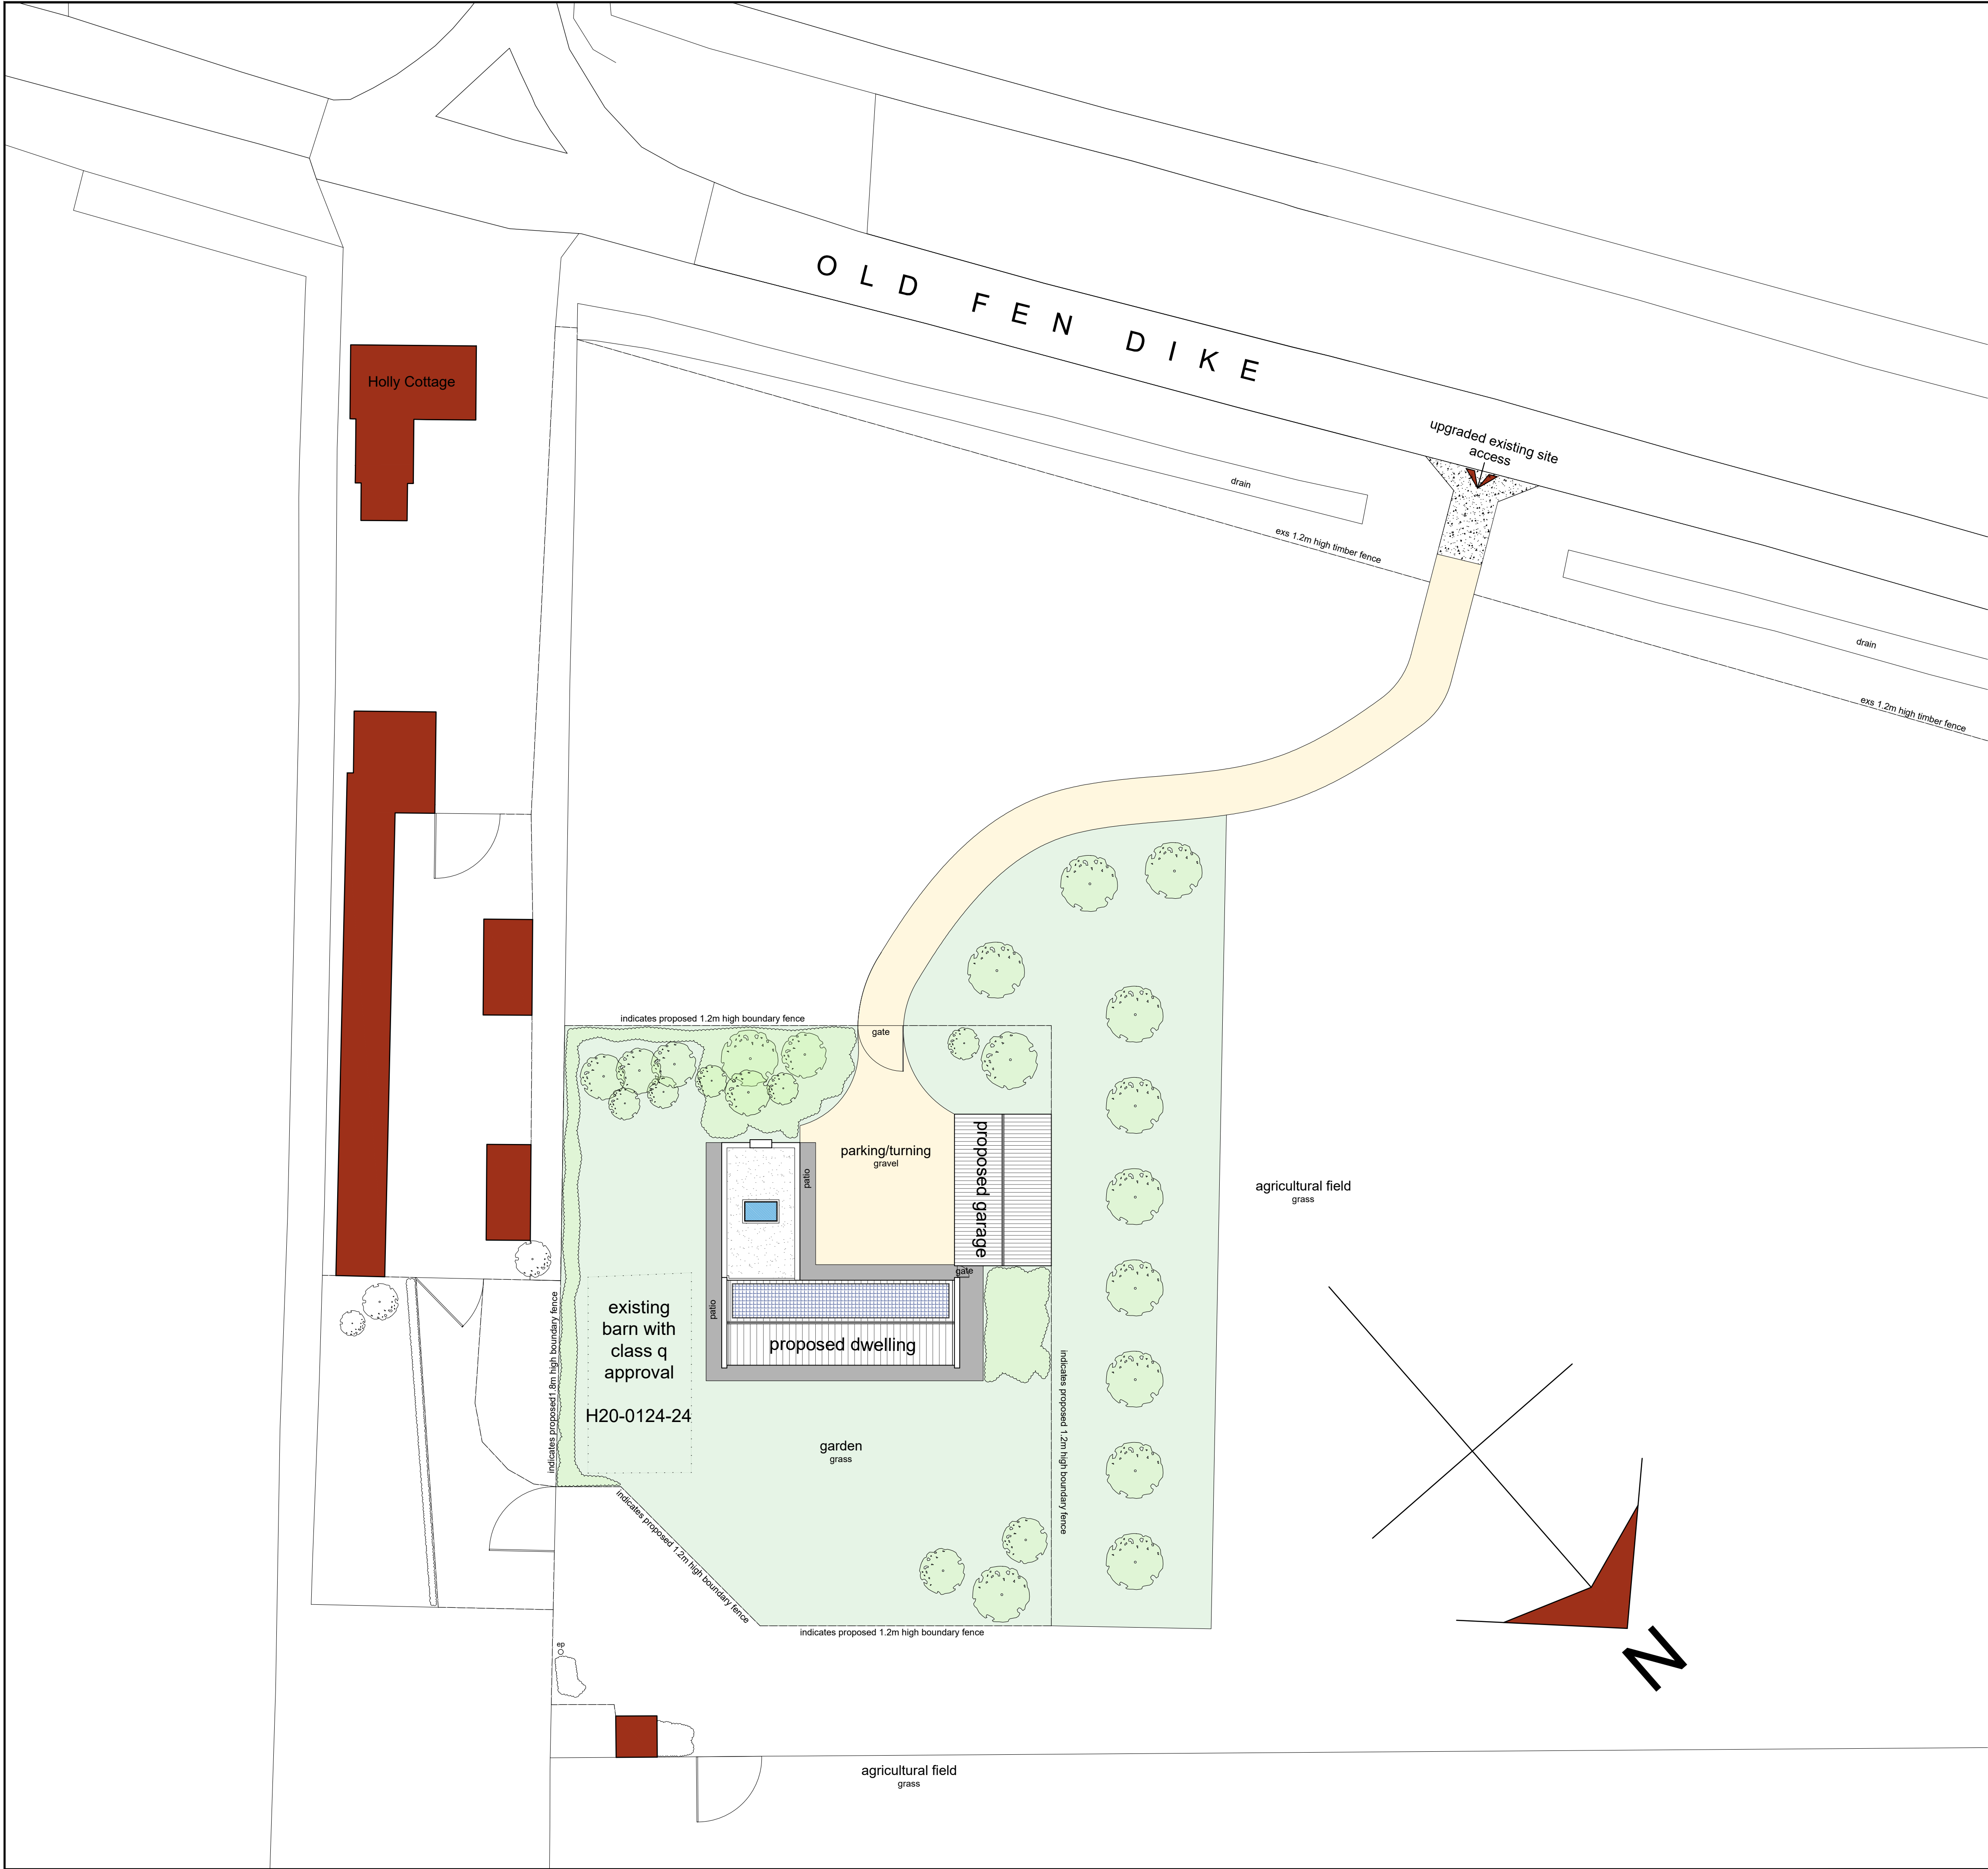 OLD FEN DIKE
Holly Cottage
upgraded existing site
access
drain
exs 1.2m high timber fence
drain
exs 1.2m high timber fence
indicates proposed 1.2m high boundary fence
gate
parking/turning
gravel
proposed garage
patio
agricultural field
grass
gate
patio
existing
barn with
class q
approval
H20-0124-24
proposed dwelling
indicates proposed1.8m high boundary fence
indicates proposed 1.2m high boundary fence
garden
grass
indicates proposed 1.2m high boundary fence
indicates proposed 1.2m high boundary fence
ep
N
agricultural field
grass